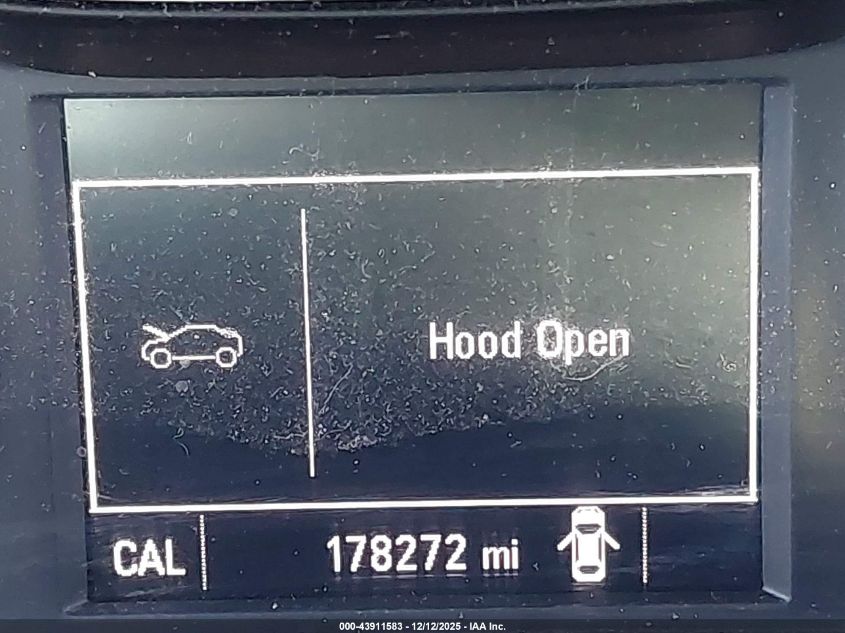 Hood Open
CAL 178272 mi
000-43911583 - 12/12/2025 - IAA Inc.